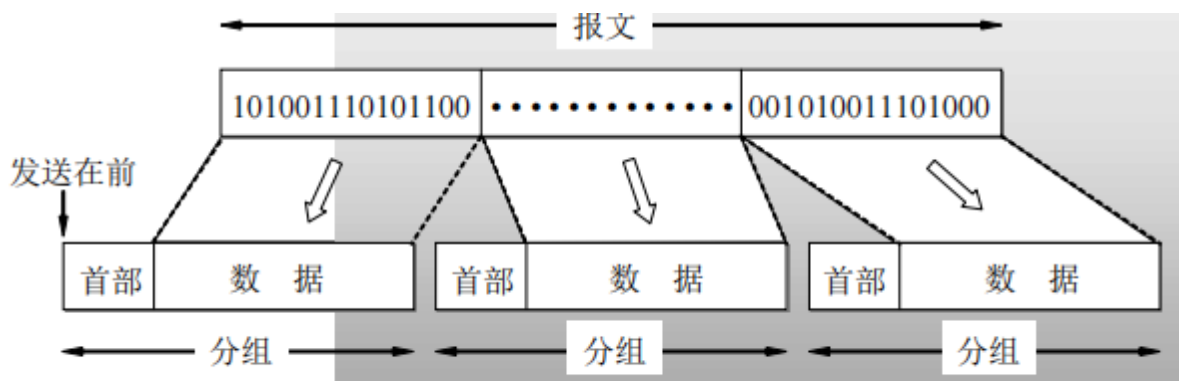 报文
101001110101100 ············· 001010011101000
发送在前
首部 数 据 首部 数 据 首部 数 据
分组 分组 分组